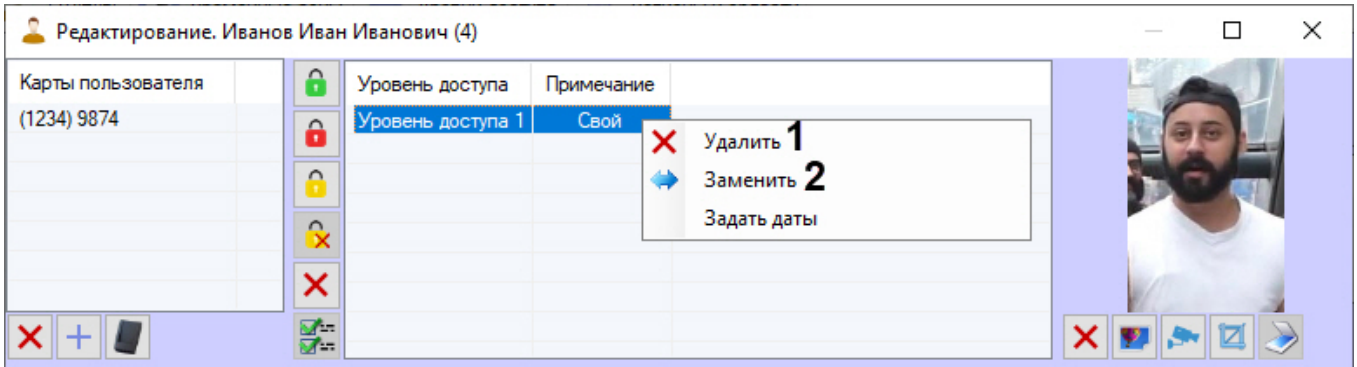 Редактирование. Иванов Иван Иванович (4)
Карты пользователя
(1234) 9874
Уровень доступа Примечание
Уровень доступа 1 Свой
Удалить 1
Заменить 2
Задать даты